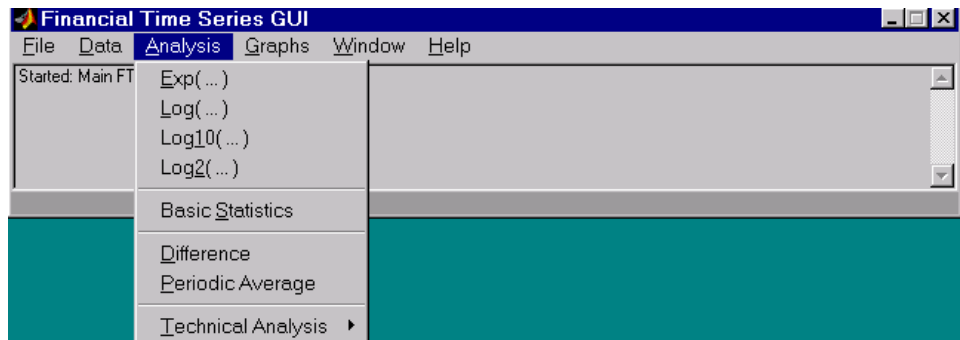 Financial Time Series GUI
File Data Analysis Graphs Window Help
Started: Main FT
Exp(...)
Log(...)
Log10(...)
Log2(...)
Basic Statistics
Difference
Periodic Average
Technical Analysis